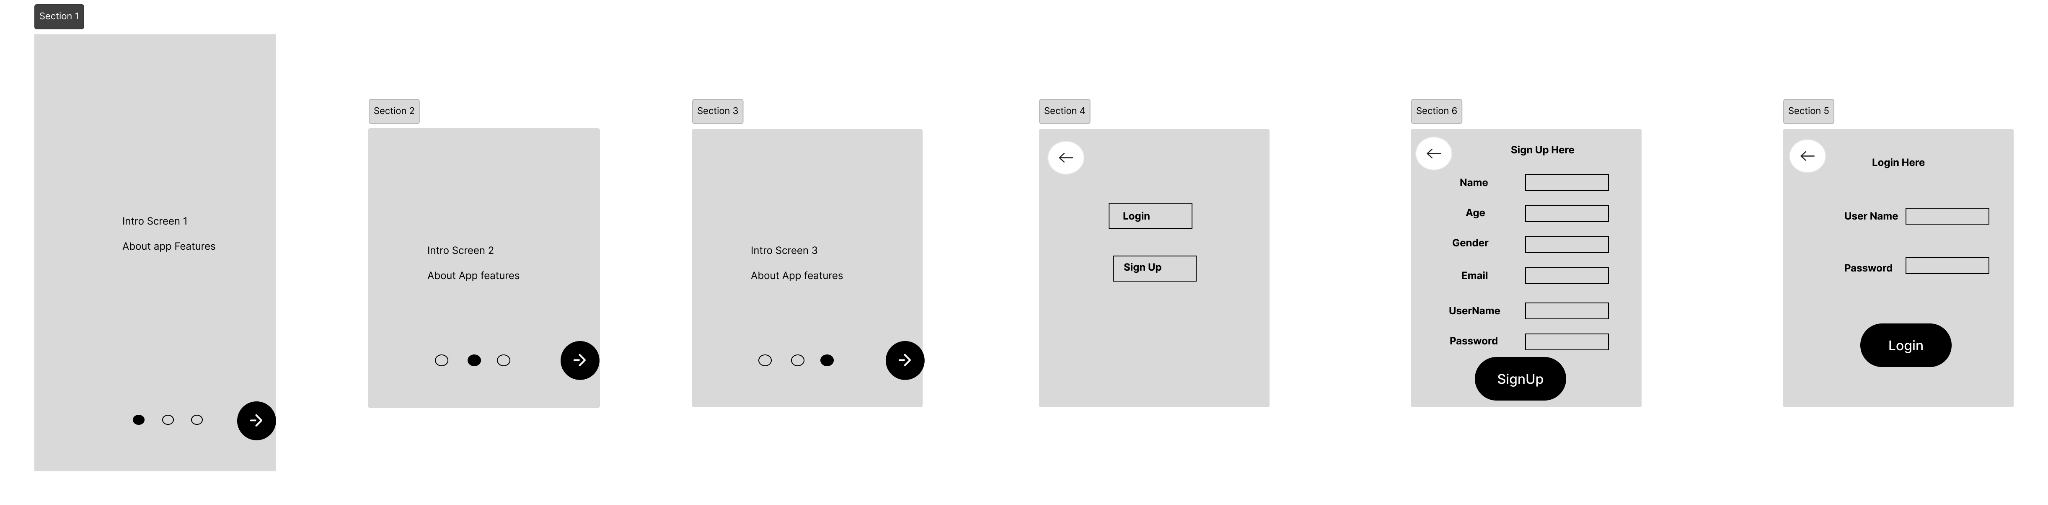 Section 1
Intro Screen 1
About app Features
Section 2
Intro Screen 2
About App features
Section 3
Intro Screen 3
About App features
Section 4
Login
Sign Up
Section 6
Sign Up Here
Name
Age
Gender
Email
UserName
Password
SignUp
Section 5
Login Here
User Name
Password
Login